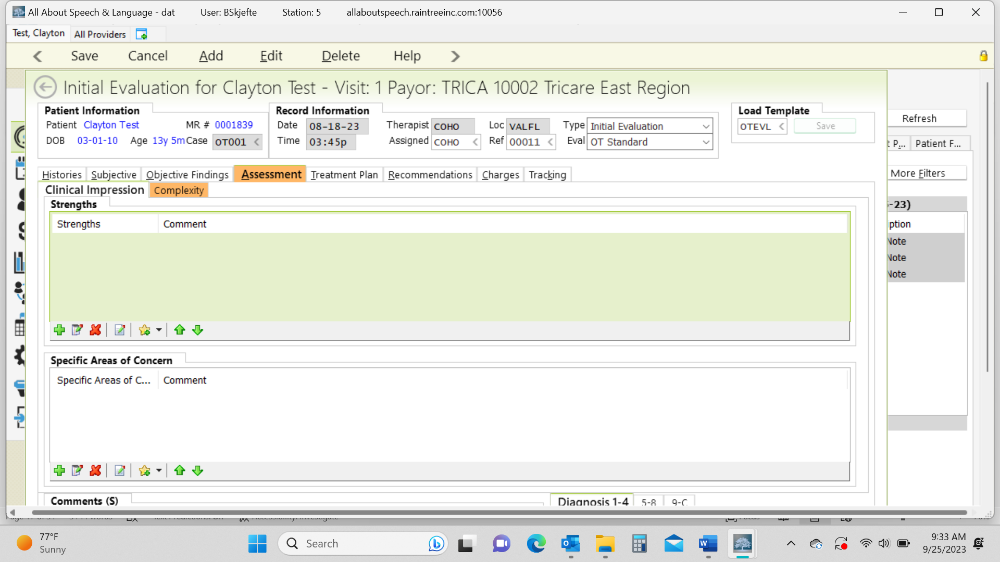 All About Speech & Language - dat User: BSkjefte Station: 5 allaboutspeech.raintreeinc.com:10056
Test, Clayton All Providers
Save Cancel Add Edit Delete Help
Initial Evaluation for Clayton Test - Visit: 1 Payor: TRICA 10002 Tricare East Region
Patient Information Record Information Load Template
Patient Clayton Test MR # 0001839 Date 08-18-23 Therapist COHO Loc VALFL Type Initial Evaluation OTEVL Save Refresh
DOB 03-01-10 Age 13y 5m Case OT001 Time 03:45p Assigned COHO Ref 00011 Eval OT Standard
t P... Patient F...
Histories Subjective Objective Findings Assessment Treatment Plan Recommendations Charges Tracking More Filters
Clinical Impression Complexity
Strengths -23)
Strengths Comment ption
Note
Note
Note
Specific Areas of Concern
Specific Areas of C... Comment
Comments (S) Diagnosis 1-4 5-8 9-C
77°F
Sunny
Search
9:33 AM
9/25/2023